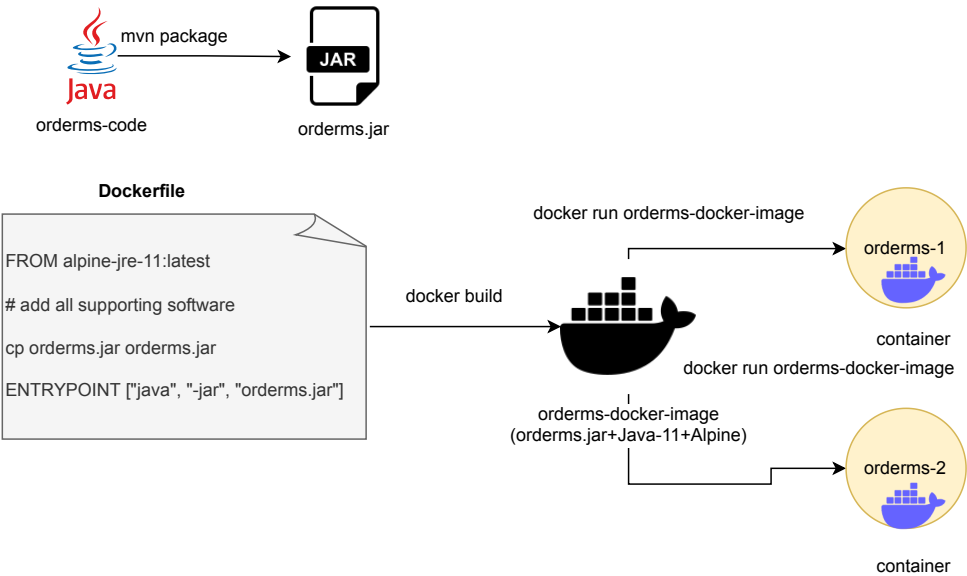 mvn package
JAR
Java
orderms-code
orderms.jar
Dockerfile
FROM alpine-jre-11:latest
# add all supporting software
cp orderms.jar orderms.jar
ENTRYPOINT ["java", "-jar", "orderms.jar"]
docker build
docker run orderms-docker-image
orderms-1
container
docker run orderms-docker-image
orderms-docker-image
(orderms.jar+Java-11+Alpine)
orderms-2
container